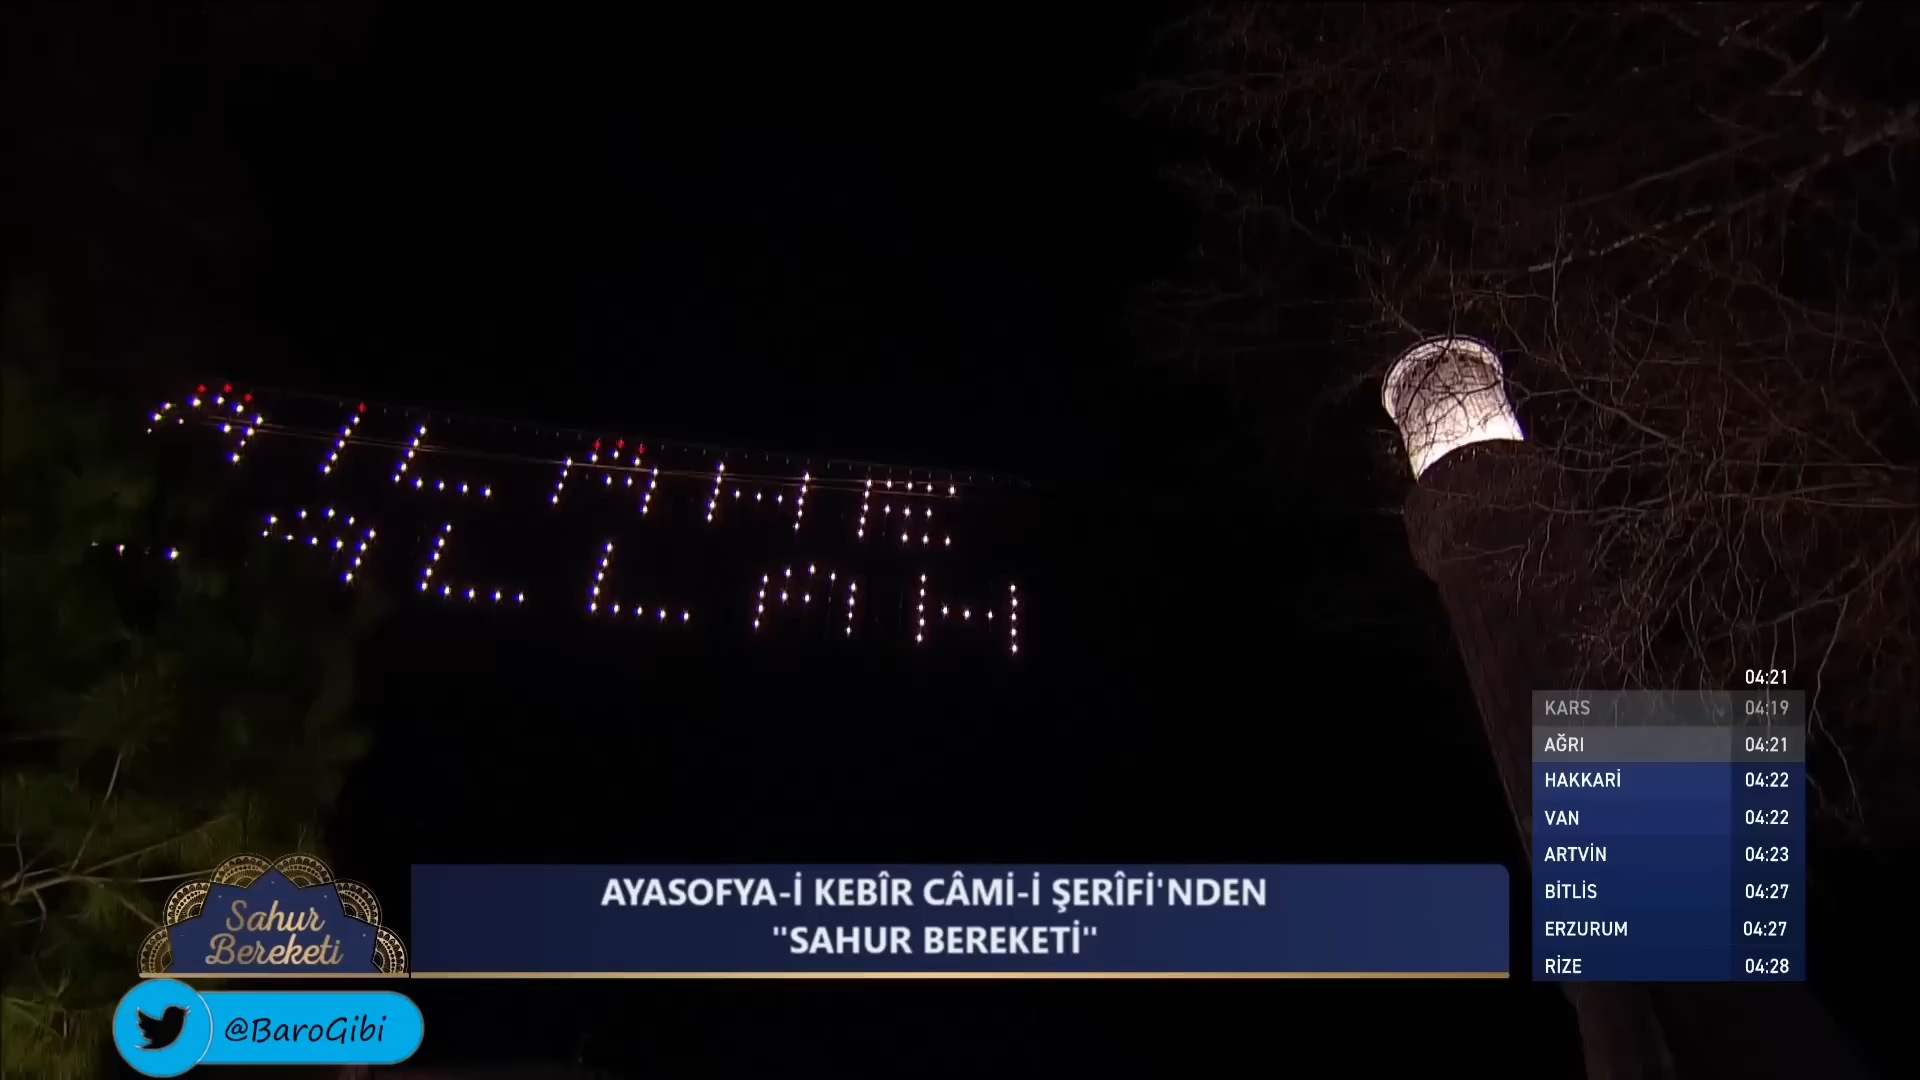 Â İLÂHE
ALLAH
04:21
KARS 04:19
AĞRI 04:21
HAKKARİ 04:22
VAN 04:22
ARTVİN 04:23
BİTLİS 04:27
ERZURUM 04:27
RİZE 04:28
Sahur
Bereketi
AYASOFYA-İ KEBÎR CÂMİ-İ ŞERÎFİ'NDEN
"SAHUR BEREKETİ"
@BaroGibi